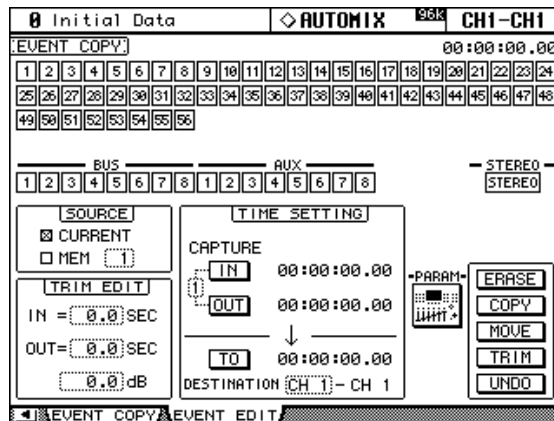 0 Initial Data ◇AUTOMIX 96k CH1-CH1
EVENT COPY 00:00:00.00
1 2 3 4 5 6 7 8 9 10 11 12 13 14 15 16 17 18 19 20 21 22 23 24
25 26 27 28 29 30 31 32 33 34 35 36 37 38 39 40 41 42 43 44 45 46 47 48
49 50 51 52 53 54 55 56
BUS AUX STEREO
1 2 3 4 5 6 7 8 1 2 3 4 5 6 7 8 STEREO
SOURCE
CURRENT
MEM 1
TRIM EDIT
IN = 0.0 SEC
OUT= 0.0 SEC
0.0 dB
TIME SETTING
CAPTURE
1
IN 00:00:00.00
OUT 00:00:00.00
↓
TO 00:00:00.00
DESTINATION CH 1 - CH 1
PARAM
ERASE
COPY
MOVE
TRIM
UNDO
EVENT COPY EVENT EDIT